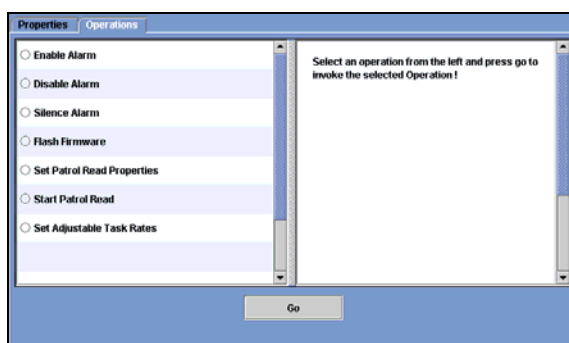 Properties Operations
Enable Alarm
Disable Alarm
Silence Alarm
Flash Firmware
Set Patrol Read Properties
Start Patrol Read
Set Adjustable Task Rates
Select an operation from the left and press go to
invoke the selected Operation !
Go